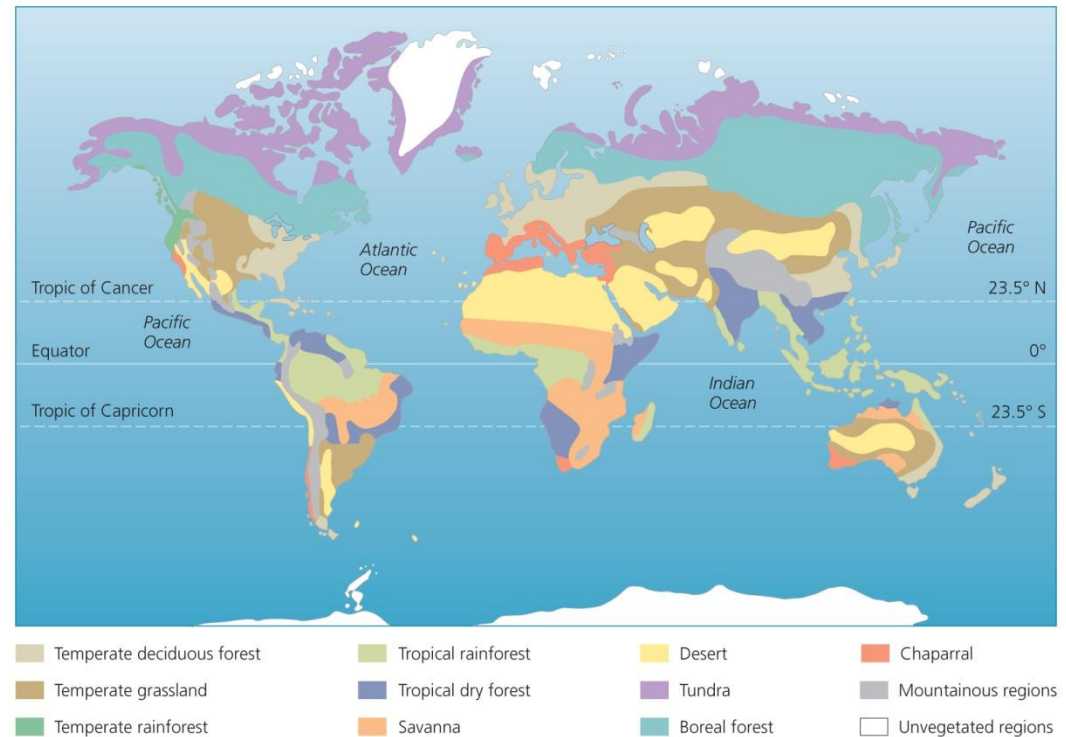 Atlantic
Ocean
Pacific
Ocean
Tropic of Cancer
23.5° N
Pacific
Ocean
Equator
0°
Indian
Ocean
Tropic of Capricorn
23.5° S
Temperate deciduous forest
Tropical rainforest
Desert
Chaparral
Temperate grassland
Tropical dry forest
Tundra
Mountainous regions
Temperate rainforest
Savanna
Boreal forest
Unvegetated regions